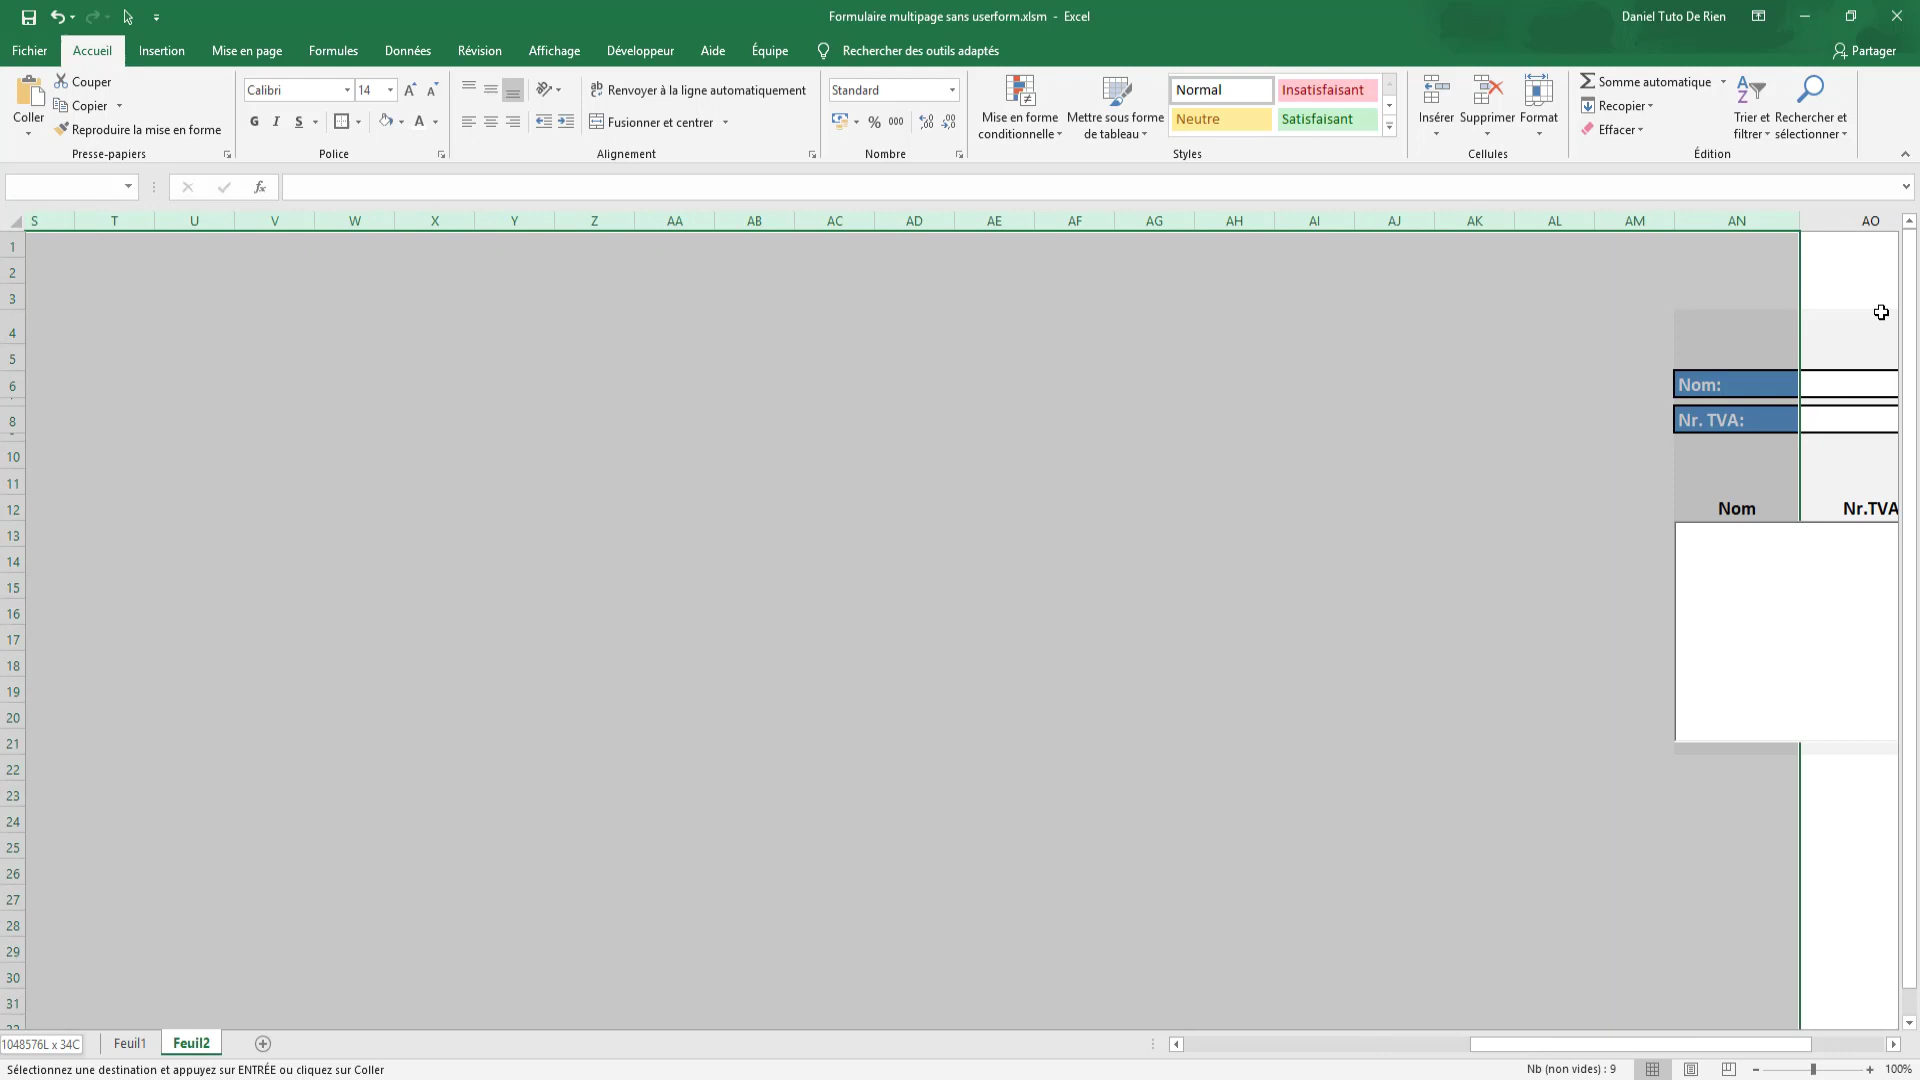 Formulaire multipage sans userform.xlsm - Excel
Daniel Tuto De Rien
Fichier Accueil Insertion Mise en page Formules Données Révision Affichage Développeur Aide Équipe Rechercher des outils adaptés Partager
Coller
Couper
Copier
Reproduire la mise en forme
Presse-papiers
Calibri 14
G I S
Police
Renvoyer à la ligne automatiquement
Fusionner et centrer
Alignement
Standard
% 000
Nombre
Mise en forme conditionnelle
Mettre sous forme de tableau
Normal Insatisfaisant
Neutre Satisfaisant
Styles
Insérer Supprimer Format
Cellules
Somme automatique
Recopier
Effacer
Trier et filtrer
Rechercher et sélectionner
Édition
fx
S T U V W X Y Z AA AB AC AD AE AF AG AH AI AJ AK AL AM AN AO
1
2
3
4
5
6 Nom:
8 Nr. TVA:
10
11
12 Nom Nr.TVA
13
14
15
16
17
18
19
20
21
22
23
24
25
26
27
28
29
30
31
1048576L x 34C Feuil1 Feuil2
Sélectionnez une destination et appuyez sur ENTRÉE ou cliquez sur Coller
Nb (non vides) : 9
100%